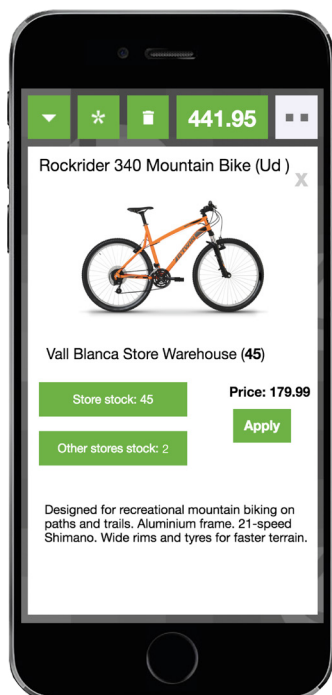 441.95
Rockrider 340 Mountain Bike (Ud )
x
Vall Blanca Store Warehouse (45)
Store stock: 45
Price: 179.99
Apply
Other stores stock: 2
Designed for recreational mountain biking on
paths and trails. Aluminium frame. 21-speed
Shimano. Wide rims and tyres for faster terrain.